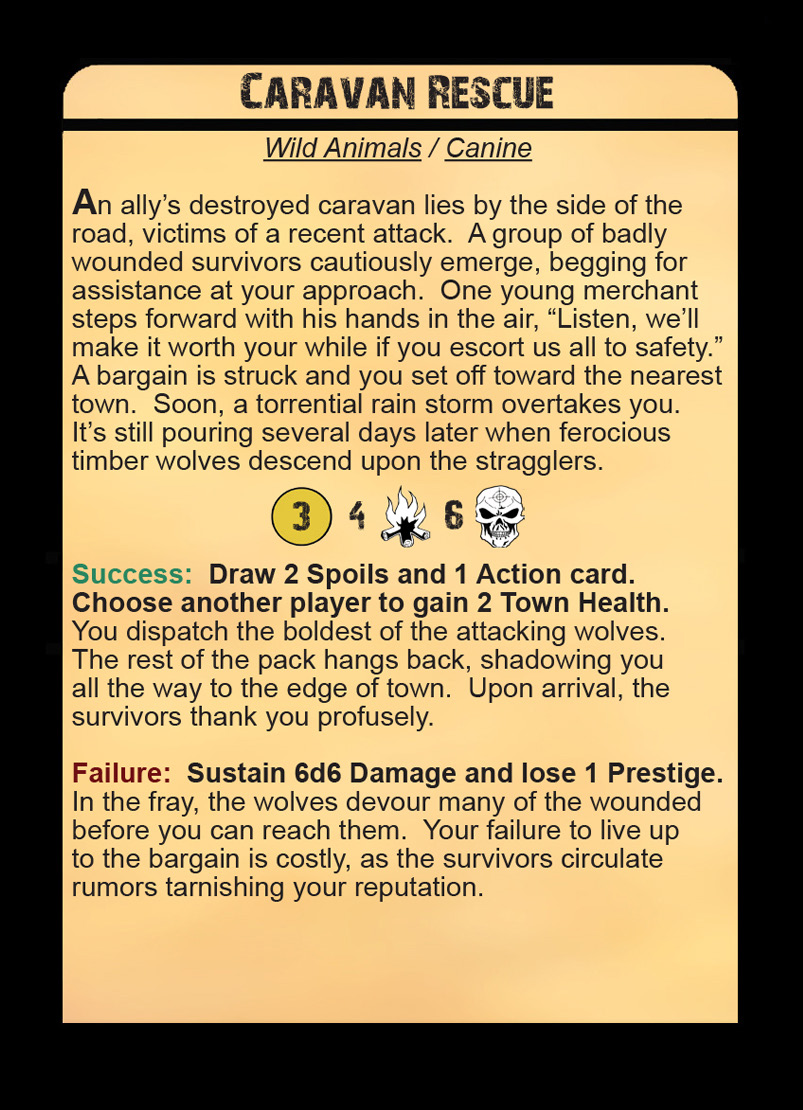 CARAVAN RESCUE
Wild Animals / Canine
An ally’s destroyed caravan lies by the side of the
road, victims of a recent attack.  A group of badly
wounded survivors cautiously emerge, begging for
assistance at your approach.  One young merchant
steps forward with his hands in the air, “Listen, we’ll
make it worth your while if you escort us all to safety.”
A bargain is struck and you set off toward the nearest
town.  Soon, a torrential rain storm overtakes you.
It’s still pouring several days later when ferocious
timber wolves descend upon the stragglers.
3 4 6
Success:  Draw 2 Spoils and 1 Action card.
Choose another player to gain 2 Town Health.
You dispatch the boldest of the attacking wolves.
The rest of the pack hangs back, shadowing you
all the way to the edge of town.  Upon arrival, the
survivors thank you profusely.
Failure:  Sustain 6d6 Damage and lose 1 Prestige.
In the fray, the wolves devour many of the wounded
before you can reach them.  Your failure to live up
to the bargain is costly, as the survivors circulate
rumors tarnishing your reputation.